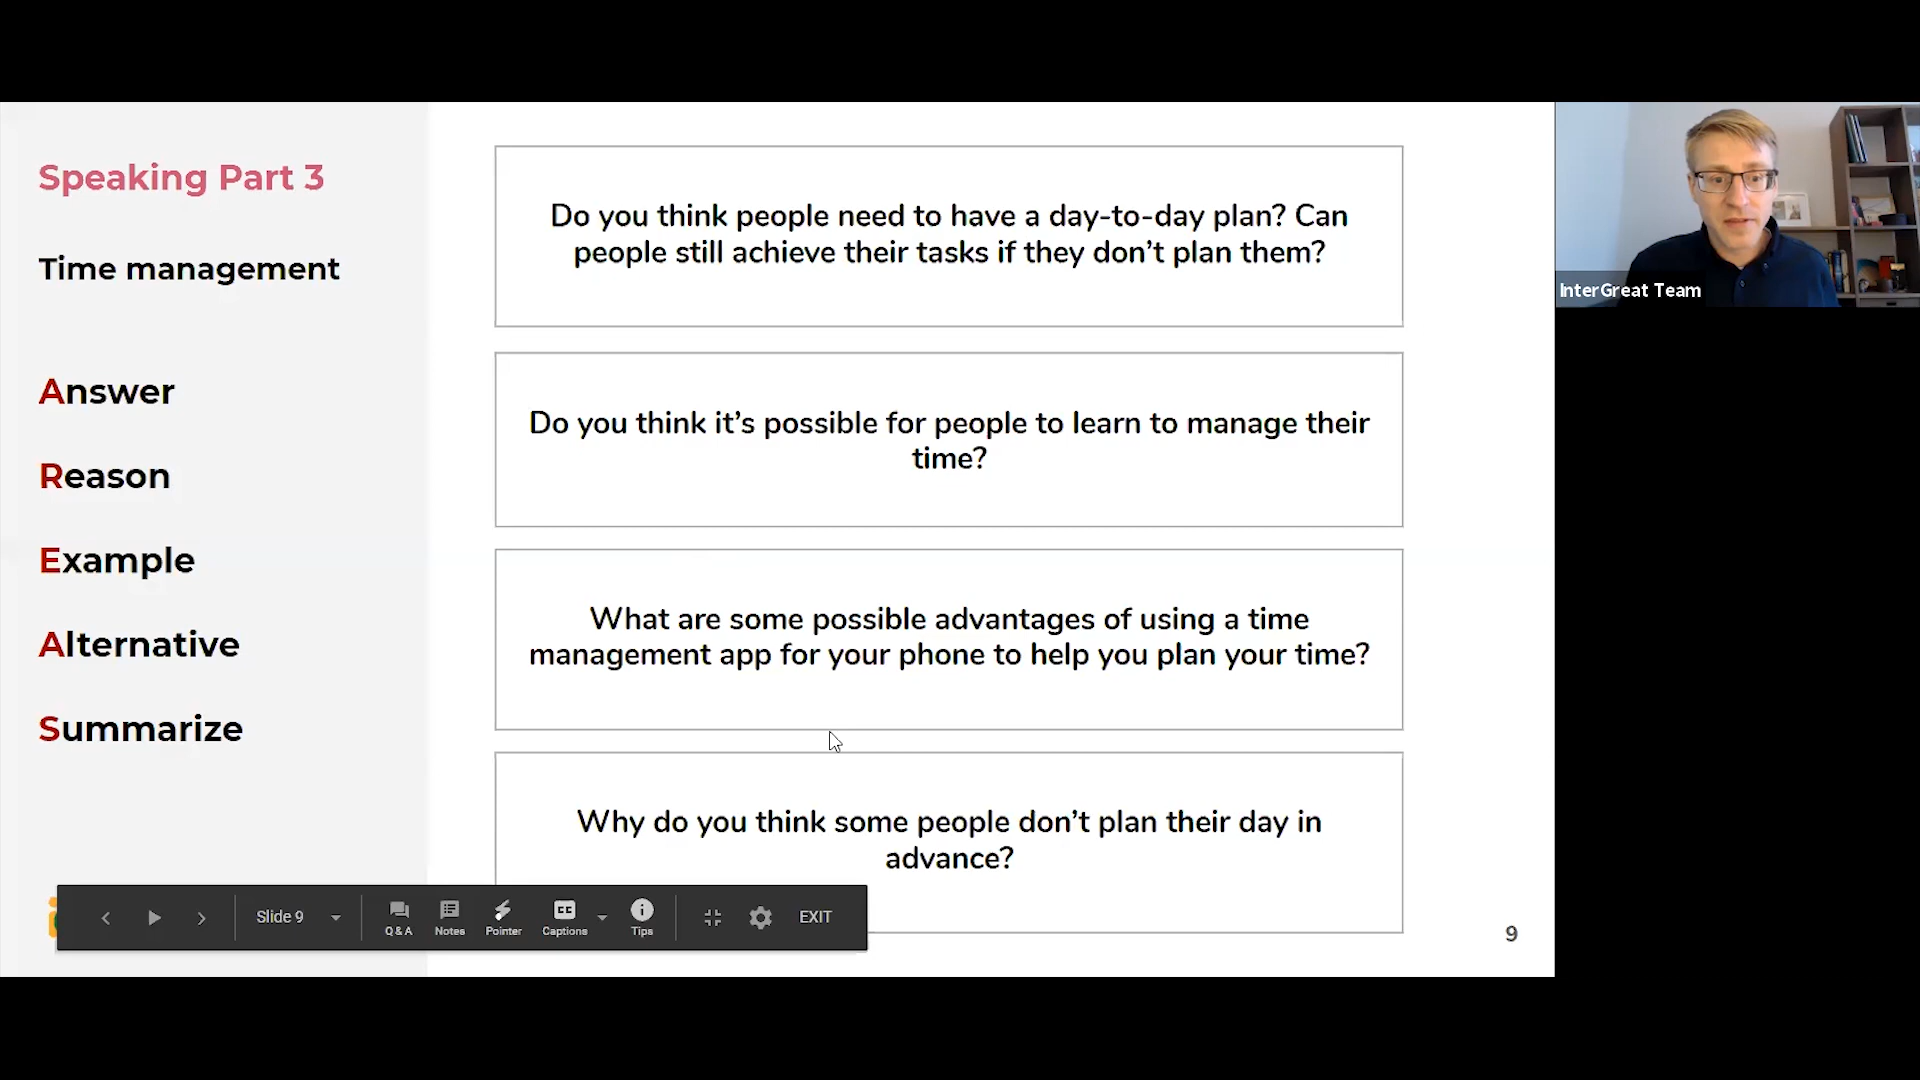 Speaking Part 3
Time management
Answer
Reason
Example
Alternative
Summarize
Do you think people need to have a day-to-day plan? Can
people still achieve their tasks if they don't plan them?
Do you think it's possible for people to learn to manage their
time?
What are some possible advantages of using a time
management app for your phone to help you plan your time?
Why do you think some people don't plan their day in
advance?
9
Slide 9
Q & A
Notes
Pointer
CC
Captions
Tips
EXIT
InterGreat Team